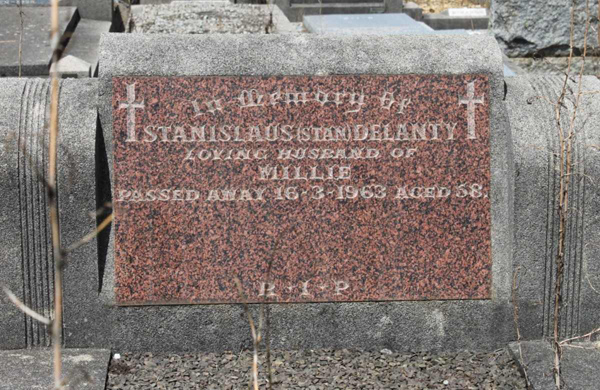 In Memory of
STANISLAUS (STAN) DELANTY
LOVING HUSBAND OF
MILLIE
PASSED AWAY 16-3-1963 AGED 58.
R·I·P